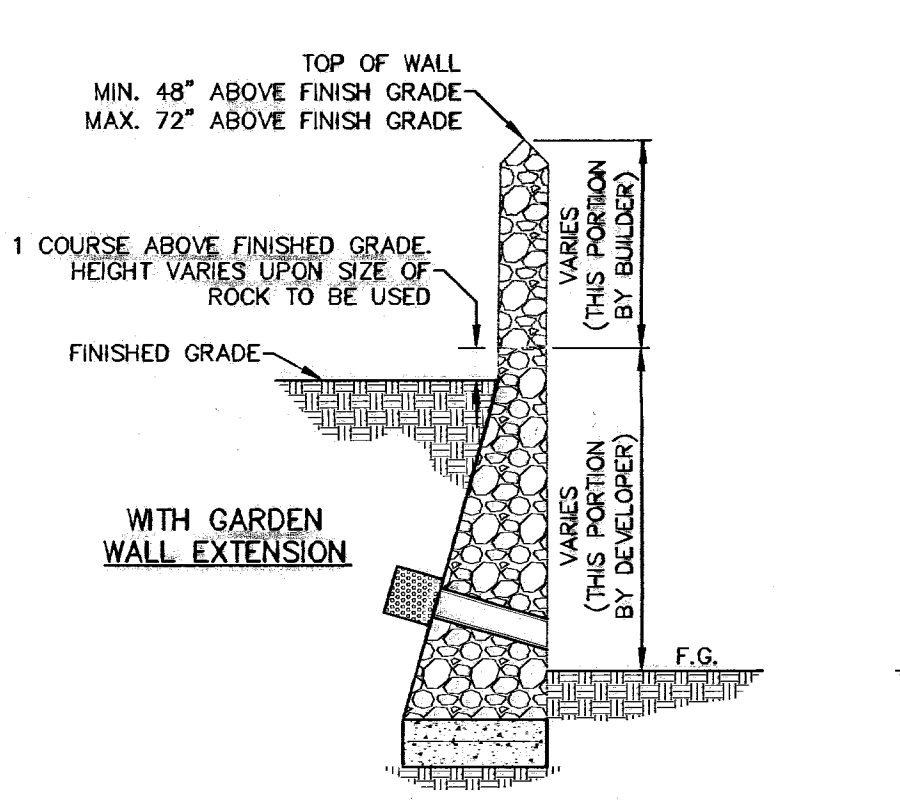 TOP OF WALL
MIN. 48" ABOVE FINISH GRADE
MAX. 72" ABOVE FINISH GRADE
1 COURSE ABOVE FINISHED GRADE.
HEIGHT VARIES UPON SIZE OF
ROCK TO BE USED
FINISHED GRADE
VARIES
(THIS PORTION
BY BUILDER)
WITH GARDEN
WALL EXTENSION
VARIES
(THIS PORTION
BY DEVELOPER)
F.G.